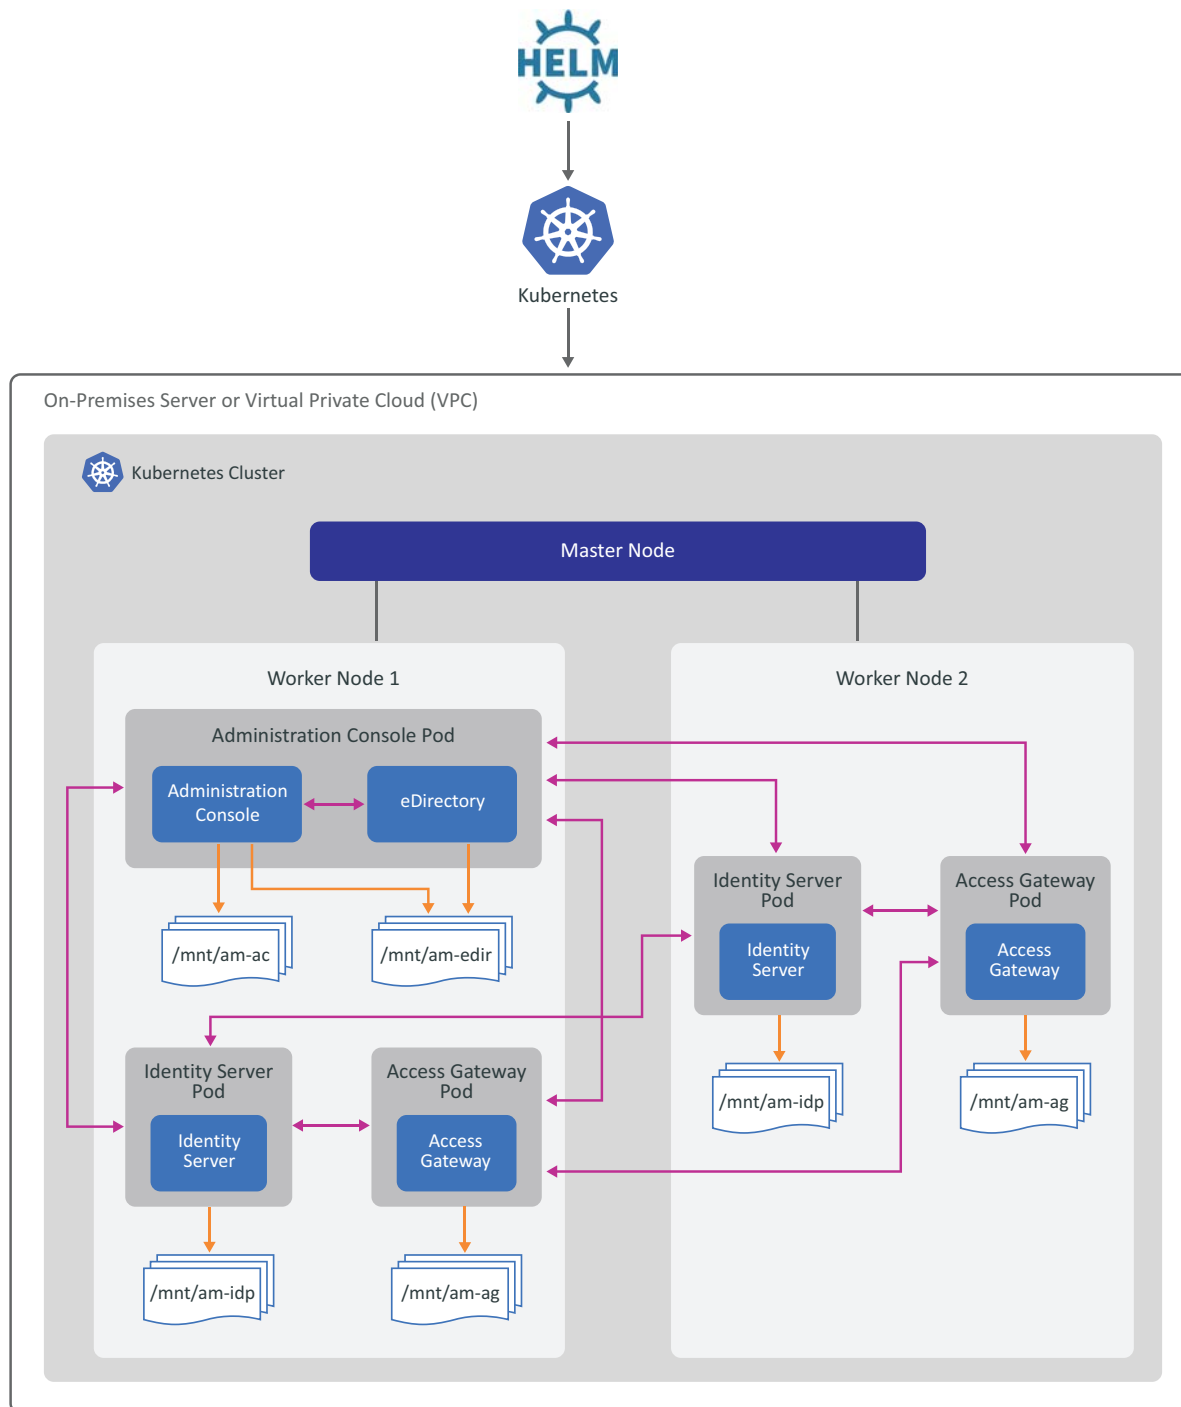 HELM
Kubernetes
On-Premises Server or Virtual Private Cloud (VPC)
Kubernetes Cluster
Master Node
Worker Node 1
Administration Console Pod
Administration
Console
eDirectory
/mnt/am-ac
/mnt/am-edir
Identity Server
Pod
Identity
Server
/mnt/am-idp
Access Gateway
Pod
Access
Gateway
/mnt/am-ag
Worker Node 2
Identity Server
Pod
Identity
Server
/mnt/am-idp
Access Gateway
Pod
Access
Gateway
/mnt/am-ag